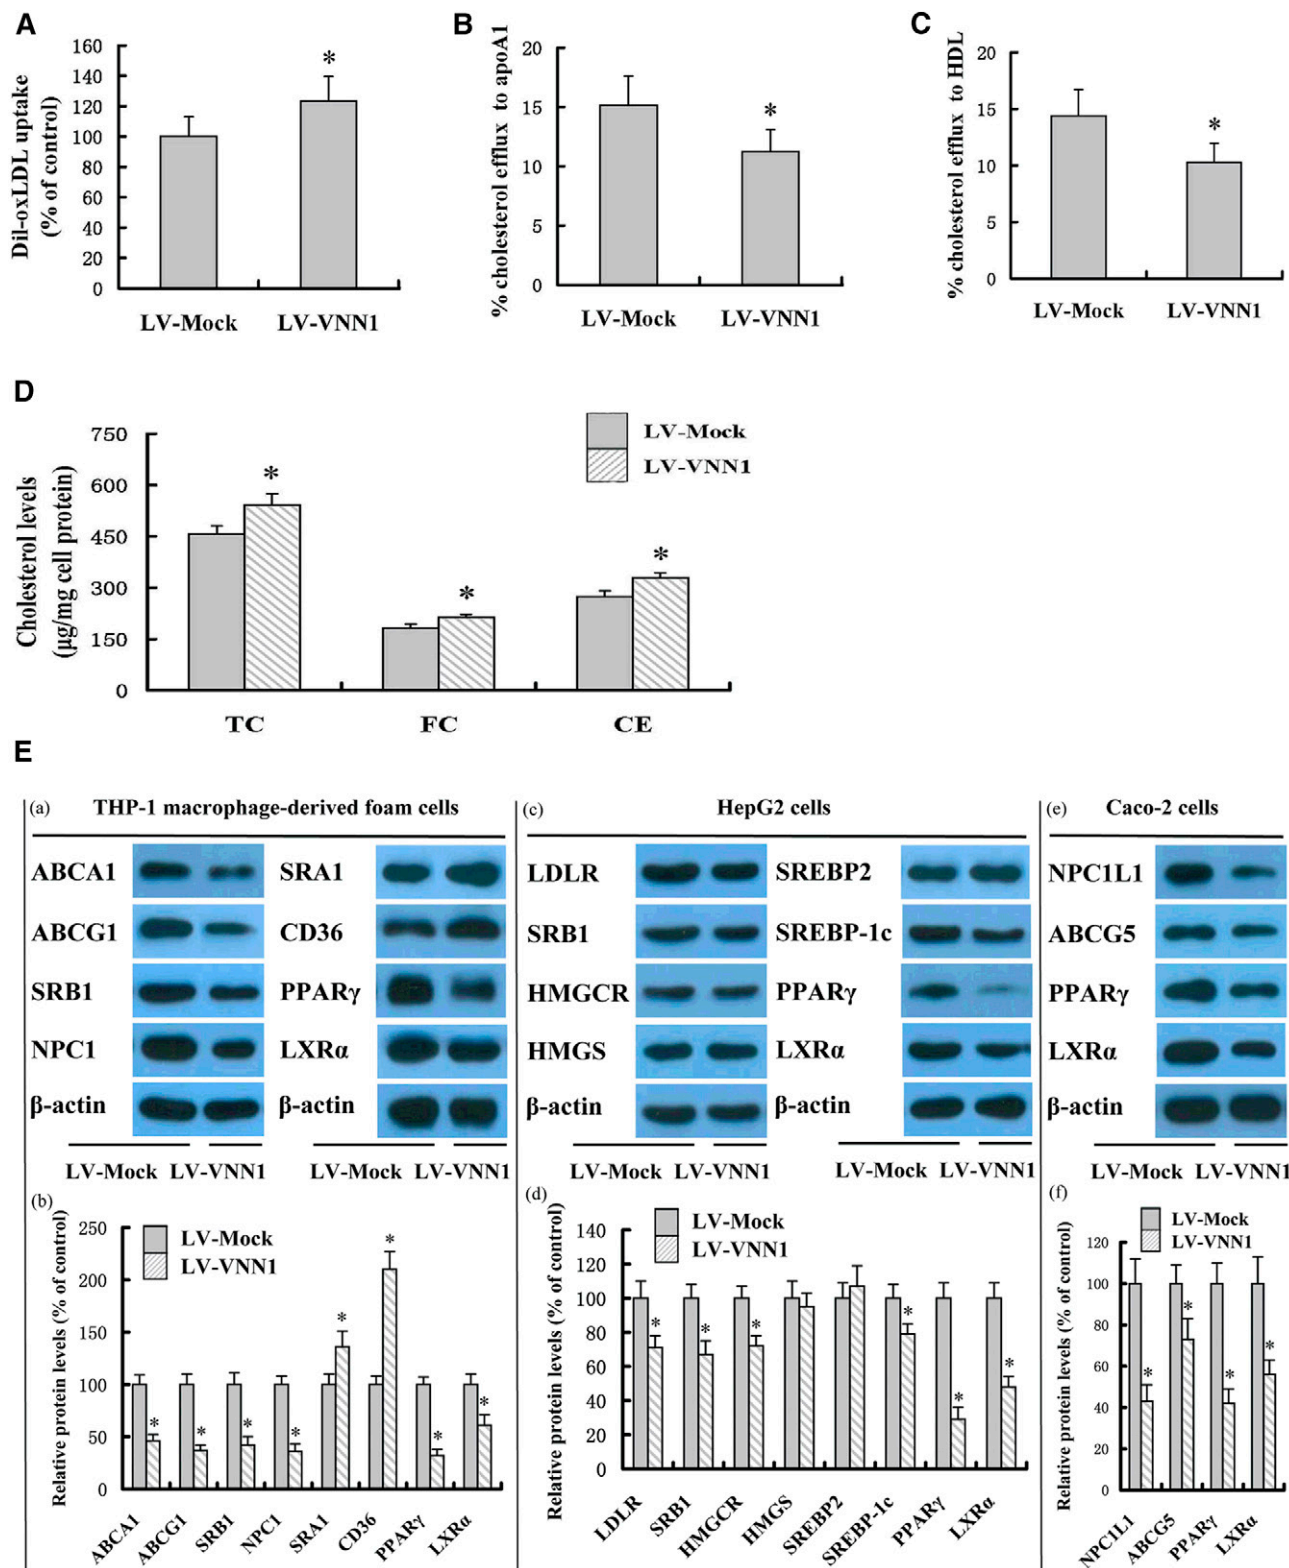 A
160
140
120
100
80
60
40
20
0
Dil-oxLDL uptake
(% of control)
*
LV-Mock LV-VNN1
B
20
15
10
5
0
% cholesterol efflux to apoA1
*
LV-Mock LV-VNN1
C
20
15
10
5
0
% cholesterol efflux to HDL
*
LV-Mock LV-VNN1
D
750
600
450
300
150
0
Cholesterol levels
(µg/mg cell protein)
LV-Mock
LV-VNN1
* * *
TC FC CE
E
(a) THP-1 macrophage-derived foam cells
ABCA1 SRA1
ABCG1 CD36
SRB1 PPARγ
NPC1 LXRα
β-actin β-actin
LV-Mock LV-VNN1 LV-Mock LV-VNN1
(b)
250
200
150
100
50
0
Relative protein levels (% of control)
LV-Mock
LV-VNN1
* * * * * * * *
ABCA1 ABCG1 SRB1 NPC1 SRA1 CD36 PPARγ LXRα
(c) HepG2 cells
LDLR SREBP2
SRB1 SREBP-1c
HMGCR PPARγ
HMGS LXRα
β-actin β-actin
LV-Mock LV-VNN1 LV-Mock LV-VNN1
(d)
140
120
100
80
60
40
20
0
Relative protein levels (% of control)
LV-Mock
LV-VNN1
* * * * * *
LDLR SRB1 HMGCR HMGS SREBP2 SREBP-1c PPARγ LXRα
(e) Caco-2 cells
NPC1L1
ABCG5
PPARγ
LXRα
β-actin
LV-Mock LV-VNN1
(f)
120
100
80
60
40
20
0
Relative protein levels (% of control)
LV-Mock
LV-VNN1
* * * *
NPC1L1 ABCG5 PPARγ LXRα